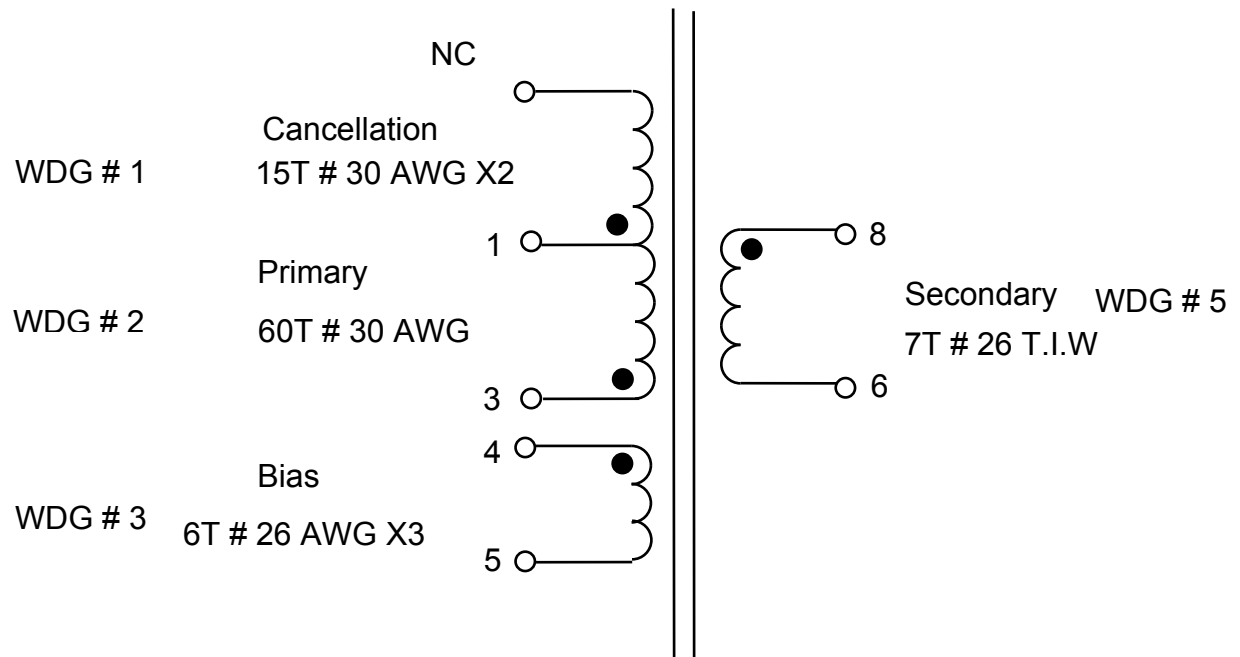 NC
Cancellation
WDG # 1
15T # 30 AWG X2
1
Primary
WDG # 2
60T # 30 AWG
3
4
Bias
WDG # 3
6T # 26 AWG X3
5
8
Secondary WDG # 5
7T # 26 T.I.W
6